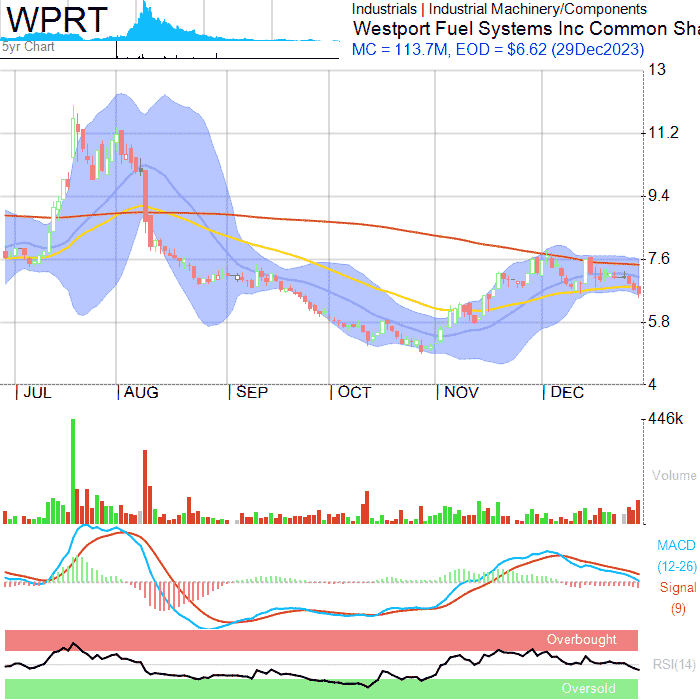 WPRT
5yr Chart
Industrials | Industrial Machinery/Components
Westport Fuel Systems Inc Common Sha
MC = 113.7M, EOD = $6.62 (29Dec2023)
13
11.2
9.4
7.6
5.8
4
JUL AUG SEP OCT NOV DEC
446k
Volume
MACD
(12-26)
Signal
(9)
Overbought
RSI(14)
Oversold